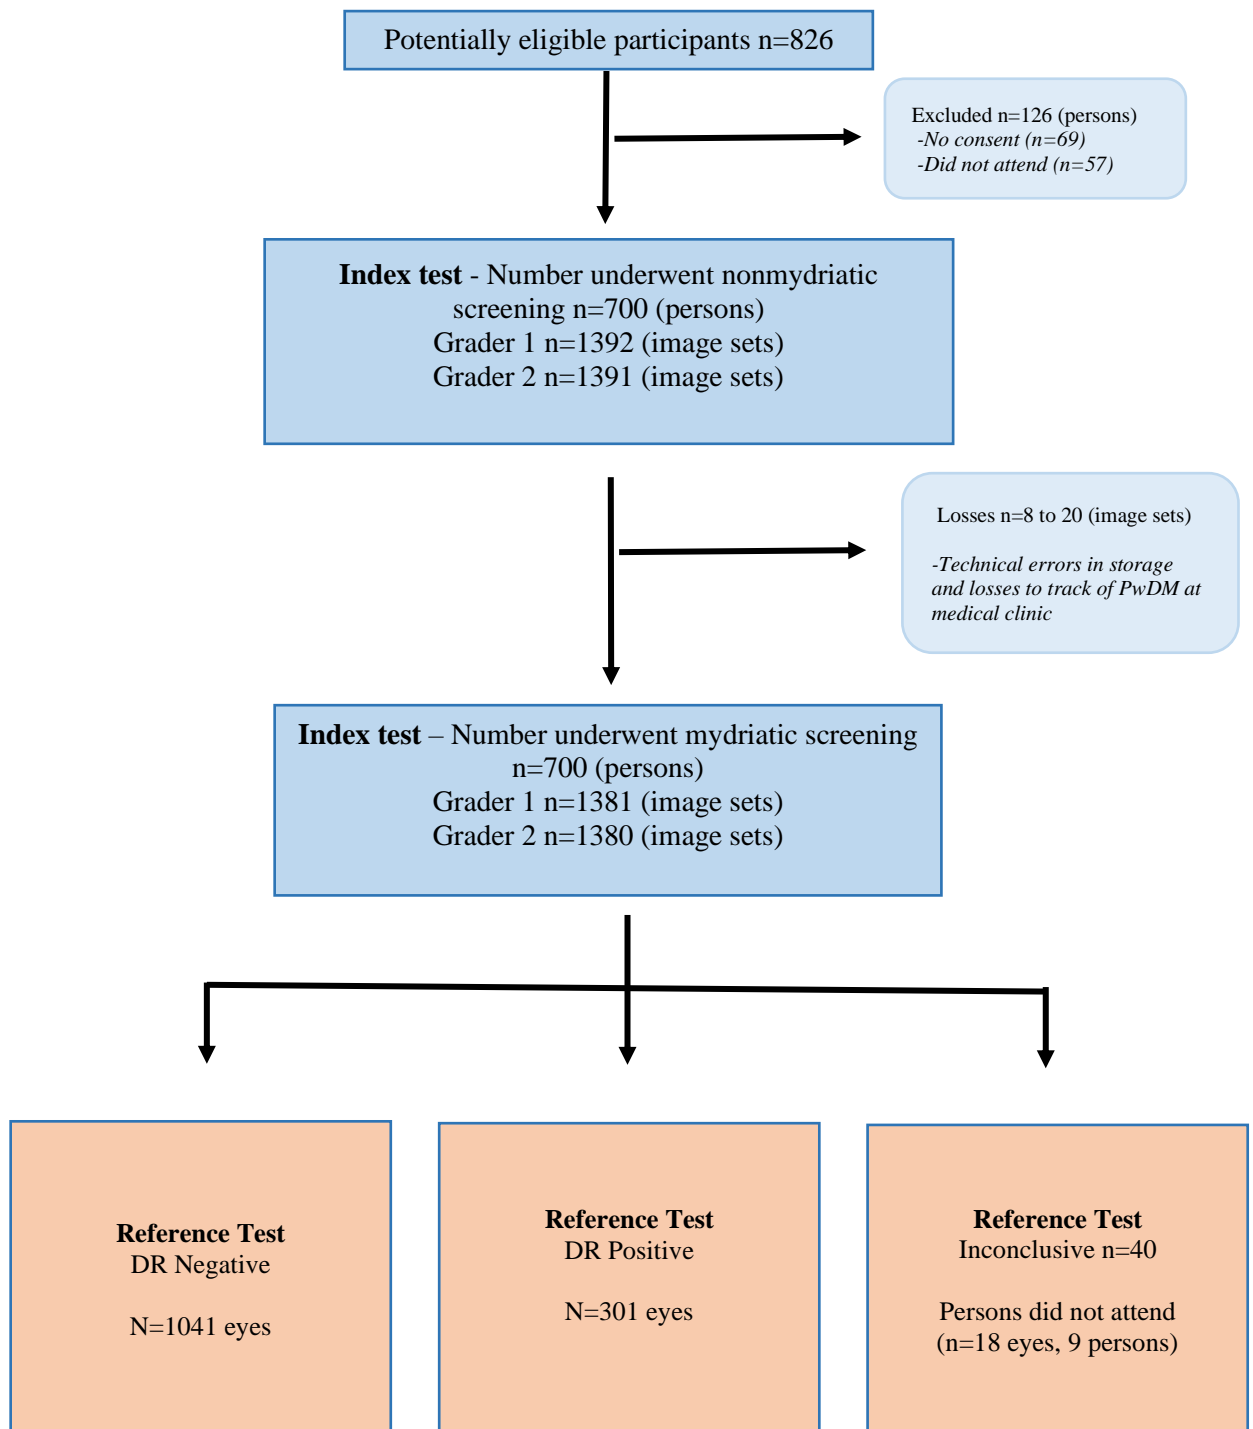 Potentially eligible participants n=826
Excluded n=126 (persons)
-No consent (n=69)
-Did not attend (n=57)
Index test - Number underwent nonmydriatic
screening n=700 (persons)
Grader 1 n=1392 (image sets)
Grader 2 n=1391 (image sets)
Losses n=8 to 20 (image sets)
-Technical errors in storage
and losses to track of PwDM at
medical clinic
Index test – Number underwent mydriatic screening
n=700 (persons)
Grader 1 n=1381 (image sets)
Grader 2 n=1380 (image sets)
Reference Test
DR Negative
N=1041 eyes
Reference Test
DR Positive
N=301 eyes
Reference Test
Inconclusive n=40
Persons did not attend
(n=18 eyes, 9 persons)